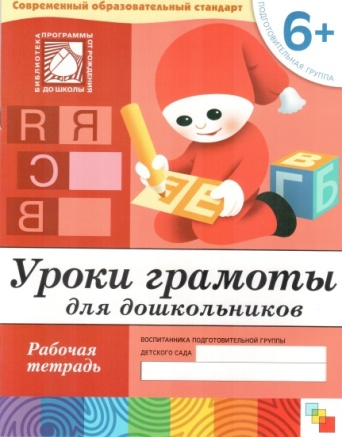 Современный образовательный стандарт
БИБЛИОТЕКА ПРОГРАММЫ
ОТ РОЖДЕНИЯ
ДО ШКОЛЫ
6+
ПОДГОТОВИТЕЛЬНАЯ ГРУППА
R Я
В
Г Б
Уроки грамоты
для дошкольников
Рабочая
тетрадь
ВОСПИТАННИКА ПОДГОТОВИТЕЛЬНОЙ ГРУППЫ
ДЕТСКОГО САДА